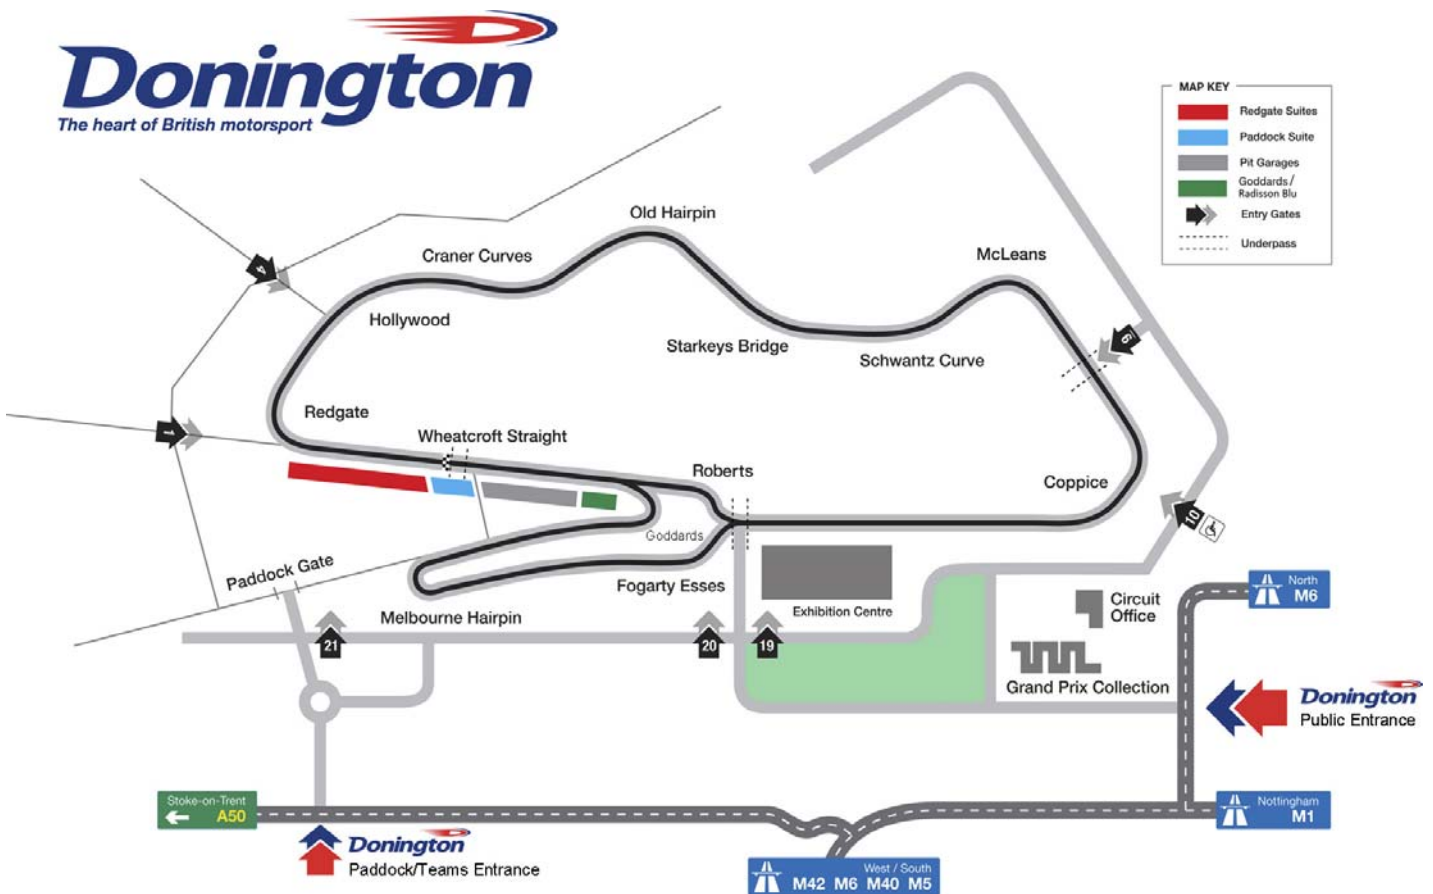 Donington
The heart of British motorsport
MAP KEY
Redgate Suites
Paddock Suite
Pit Garages
Goddards/
Radisson Blu
Entry Gates
Underpass
Old Hairpin
Craner Curves
McLeans
4
Hollywood
Starkeys Bridge
Schwantz Curve
6
Redgate
1
Wheatcroft Straight
Roberts
Coppice
10
Goddards
Paddock Gate
Fogarty Esses
Exhibition Centre
Melbourne Hairpin
21
20
19
Circuit
Office
Grand Prix Collection
North
M6
Donington
Public Entrance
Stoke-on-Trent
A50
Nottingham
M1
Donington
Paddock/Teams Entrance
West / South
M42 M6 M40 M5